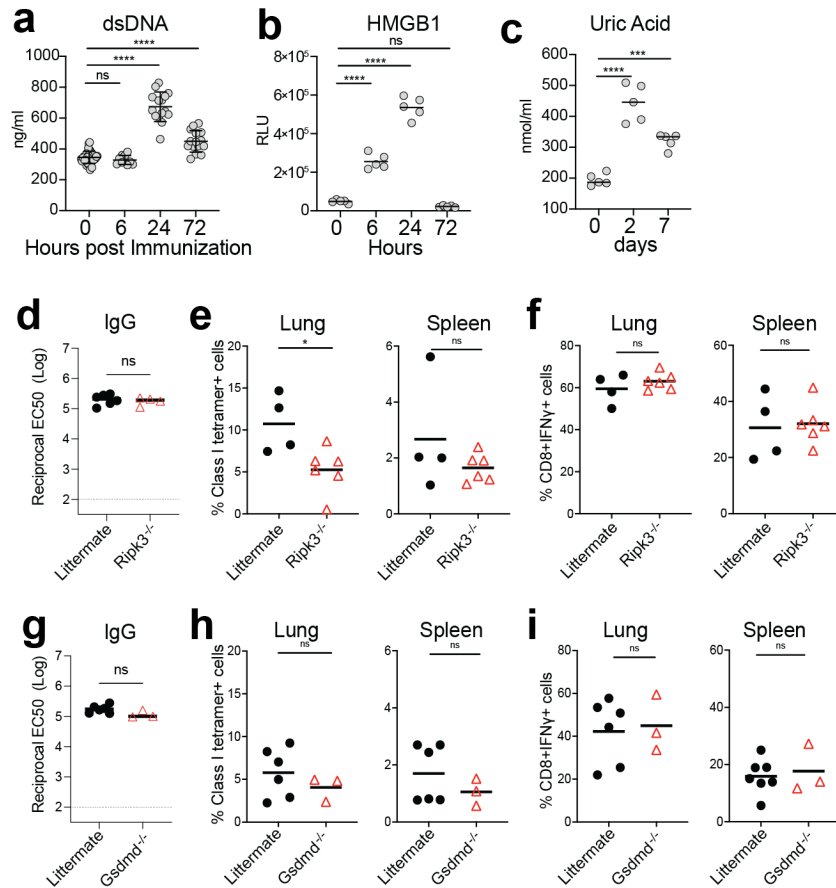 a
dsDNA
****
****
ns
1000
800
600
400
200
0
ng/ml
0 6 24 72
Hours post Immunization
b
HMGB1
ns
****
****
8×10⁵
6×10⁵
4×10⁵
2×10⁵
0
RLU
0 6 24 72
Hours
c
Uric Acid
***
****
600
500
400
300
200
100
nmol/ml
0 2 7
days
d
IgG
ns
7
6
5
4
3
2
Reciprocal EC50 (Log)
Littermate
Ripk3⁻/⁻
e
Lung
*
20
15
10
5
0
% Class I tetramer+ cells
Littermate
Ripk3⁻/⁻
Spleen
ns
6
4
2
0
Littermate
Ripk3⁻/⁻
f
Lung
ns
80
60
40
20
0
% CD8+IFNγ+ cells
Littermate
Ripk3⁻/⁻
Spleen
ns
60
40
20
0
Littermate
Ripk3⁻/⁻
g
IgG
ns
7
6
5
4
3
2
Reciprocal EC50 (Log)
Littermate
Gsdmd⁻/⁻
h
Lung
ns
20
15
10
5
0
% Class I tetramer+ cells
Littermate
Gsdmd⁻/⁻
Spleen
ns
6
4
2
0
Littermate
Gsdmd⁻/⁻
i
Lung
ns
80
60
40
20
0
% CD8+IFNγ+ cells
Littermate
Gsdmd⁻/⁻
Spleen
ns
60
40
20
0
Littermate
Gsdmd⁻/⁻